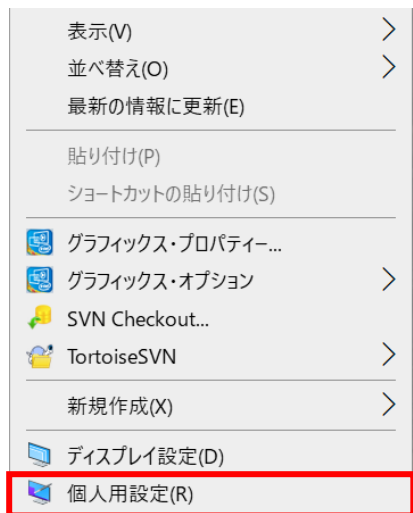 表示(V)
並べ替え(O)
最新の情報に更新(E)
貼り付け(P)
ショートカットの貼り付け(S)
グラフィックス・プロパティー...
グラフィックス・オプション
SVN Checkout...
TortoiseSVN
新規作成(X)
ディスプレイ設定(D)
個人用設定(R)